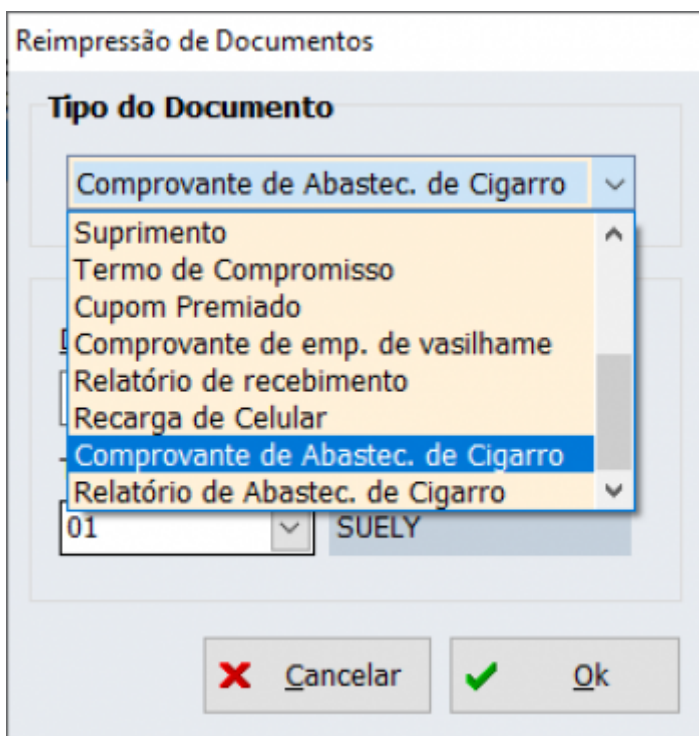 Reimpressão de Documentos
Tipo do Documento
Comprovante de Abastec. de Cigarro
Suprimento
Termo de Compromisso
Cupom Premiado
Comprovante de emp. de vasilhame
Relatório de recebimento
Recarga de Celular
Comprovante de Abastec. de Cigarro
Relatório de Abastec. de Cigarro
01 SUELY
Cancelar Ok